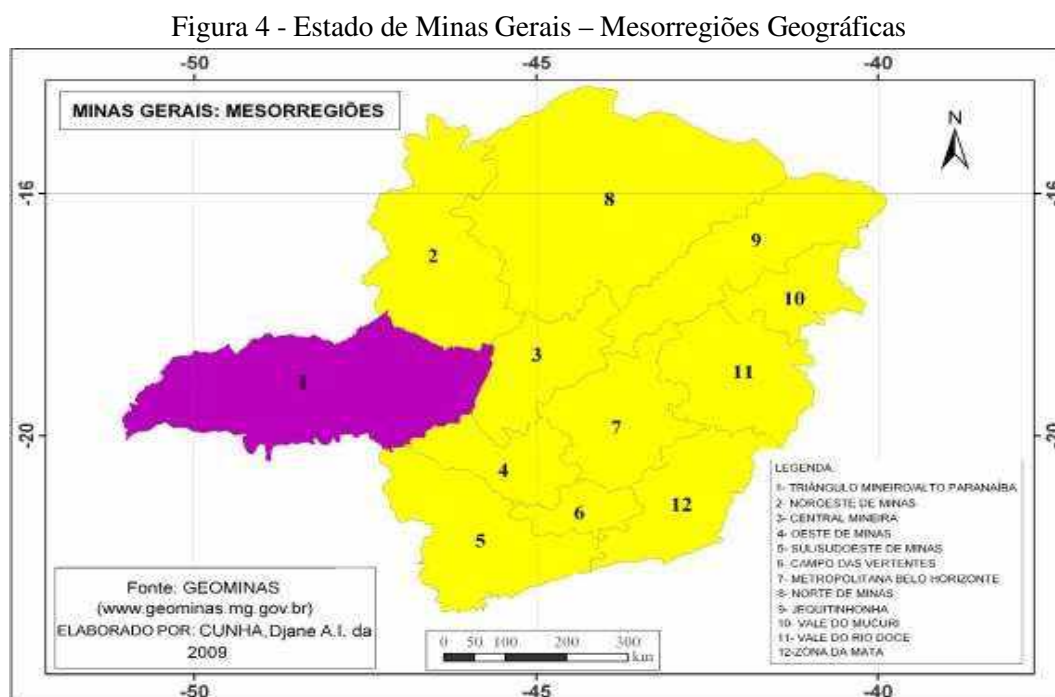 Figura 4 - Estado de Minas Gerais – Mesorregiões Geográficas
-50
-45
-40
MINAS GERAIS: MESORREGIÕES
N
-16
-16
8
9
2
10
3
1
11
7
-20
-20
4
12
6
5
LEGENDA
1- TRIÂNGULO MINEIRO/ALTO PARANAÍBA
2- NOROESTE DE MINAS
3- CENTRAL MINEIRA
4- OESTE DE MINAS
5- SUL/SUDOESTE DE MINAS
6- CAMPO DAS VERTENTES
7- METROPOLITANA BELO HORIZONTE
8- NORTE DE MINAS
9- JEQUITINHONHA
10- VALE DO MUCURI
11- VALE DO RIO DOCE
12-ZONA DA MATA
Fonte: GEOMINAS
(www.geominas.mg.gov.br)
ELABORADO POR: CUNHA, Djane A.I. da
2009
0 50 100 200 300
km
-50
-45
-40